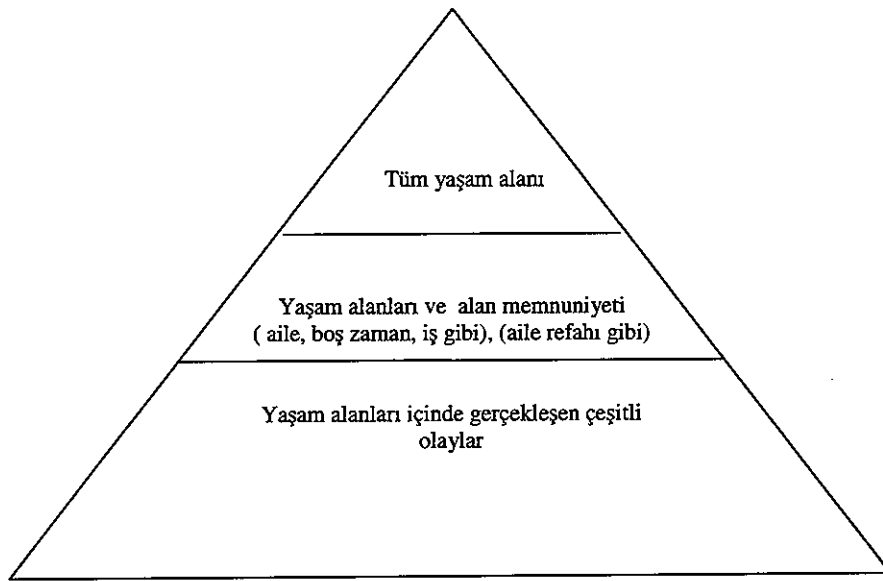 Tüm yaşam alanı
Yaşam alanları ve alan memnuniyeti
( aile, boş zaman, iş gibi), (aile refahı gibi)
Yaşam alanları içinde gerçekleşen çeşitli
olaylar